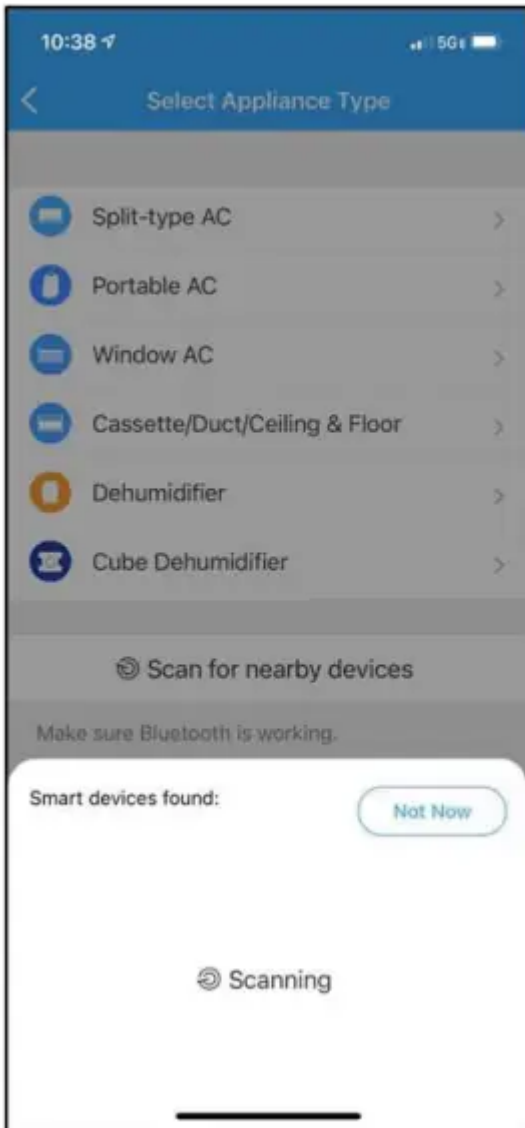 10:38
5G
Select Appliance Type
Split-type AC
Portable AC
Window AC
Cassette/Duct/Ceiling & Floor
Dehumidifier
Cube Dehumidifier
Scan for nearby devices
Make sure Bluetooth is working.
Smart devices found:
Not Now
Scanning